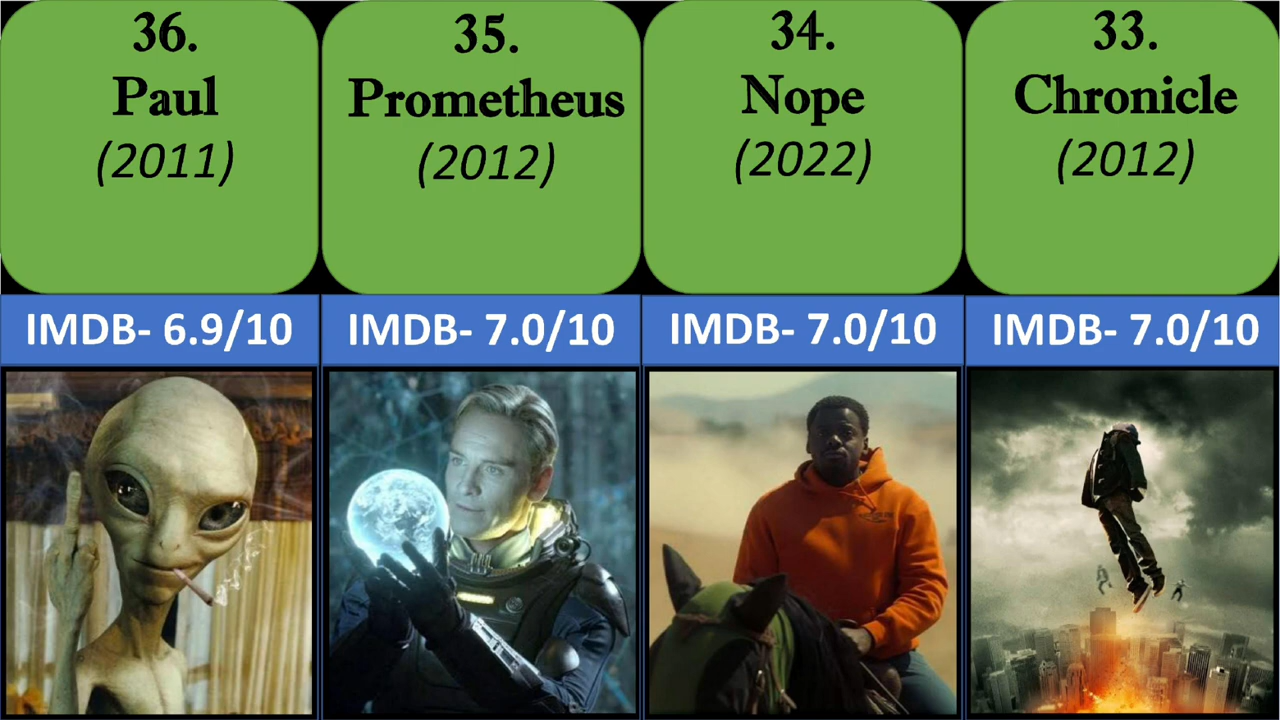 36.
Paul
(2011)
IMDB- 6.9/10
35.
Prometheus
(2012)
IMDB- 7.0/10
34.
Nope
(2022)
IMDB- 7.0/10
33.
Chronicle
(2012)
IMDB- 7.0/10